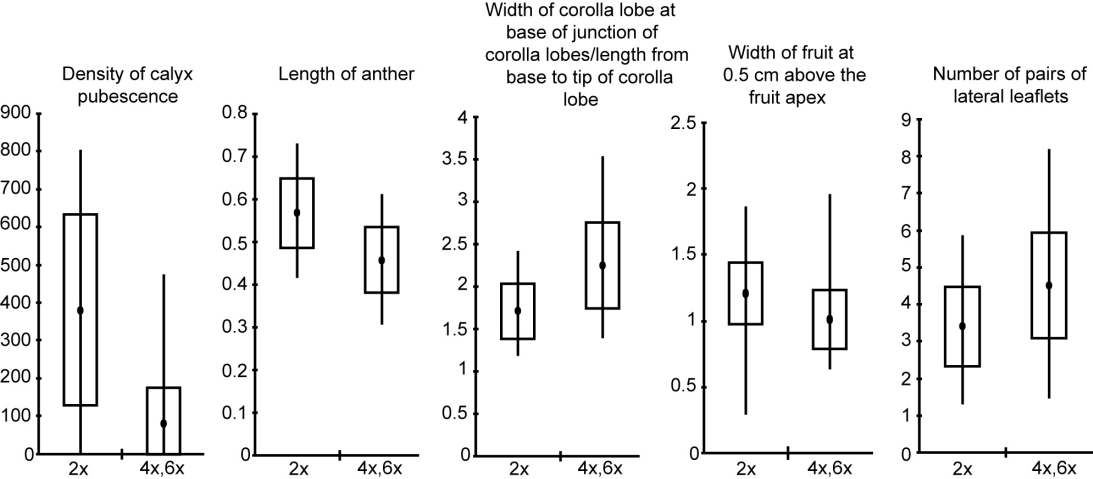 Density of calyx
pubescence
900
800
700
600
500
400
300
200
100
0
2x
4x,6x
Length of anther
0.8
0.7
0.6
0.5
0.4
0.3
0.2
0.1
0
2x
4x,6x
Width of corolla lobe at
base of junction of
corolla lobes/length from
base to tip of corolla
lobe
4
3.5
3
2.5
2
1.5
1
0.5
0
2x
4x,6x
Width of fruit at
0.5 cm above the
fruit apex
2.5
2
1.5
1
0.5
0
2x
4x,6x
Number of pairs of
lateral leaflets
9
8
7
6
5
4
3
2
1
0
2x
4x,6x